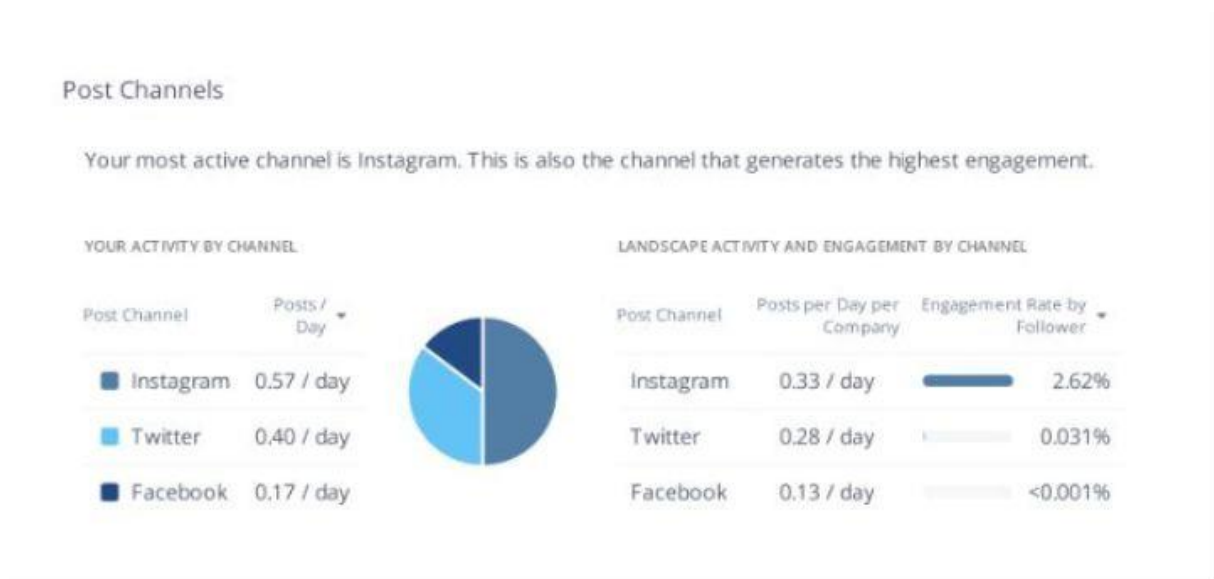 Post Channels
Your most active channel is Instagram. This is also the channel that generates the highest engagement.
YOUR ACTIVITY BY CHANNEL
Post Channel Posts / Day
Instagram 0.57 / day
Twitter 0.40 / day
Facebook 0.17 / day
LANDSCAPE ACTIVITY AND ENGAGEMENT BY CHANNEL
Post Channel Posts per Day per Company Engagement Rate by Follower
Instagram 0.33 / day 2.62%
Twitter 0.28 / day 0.031%
Facebook 0.13 / day <0.001%